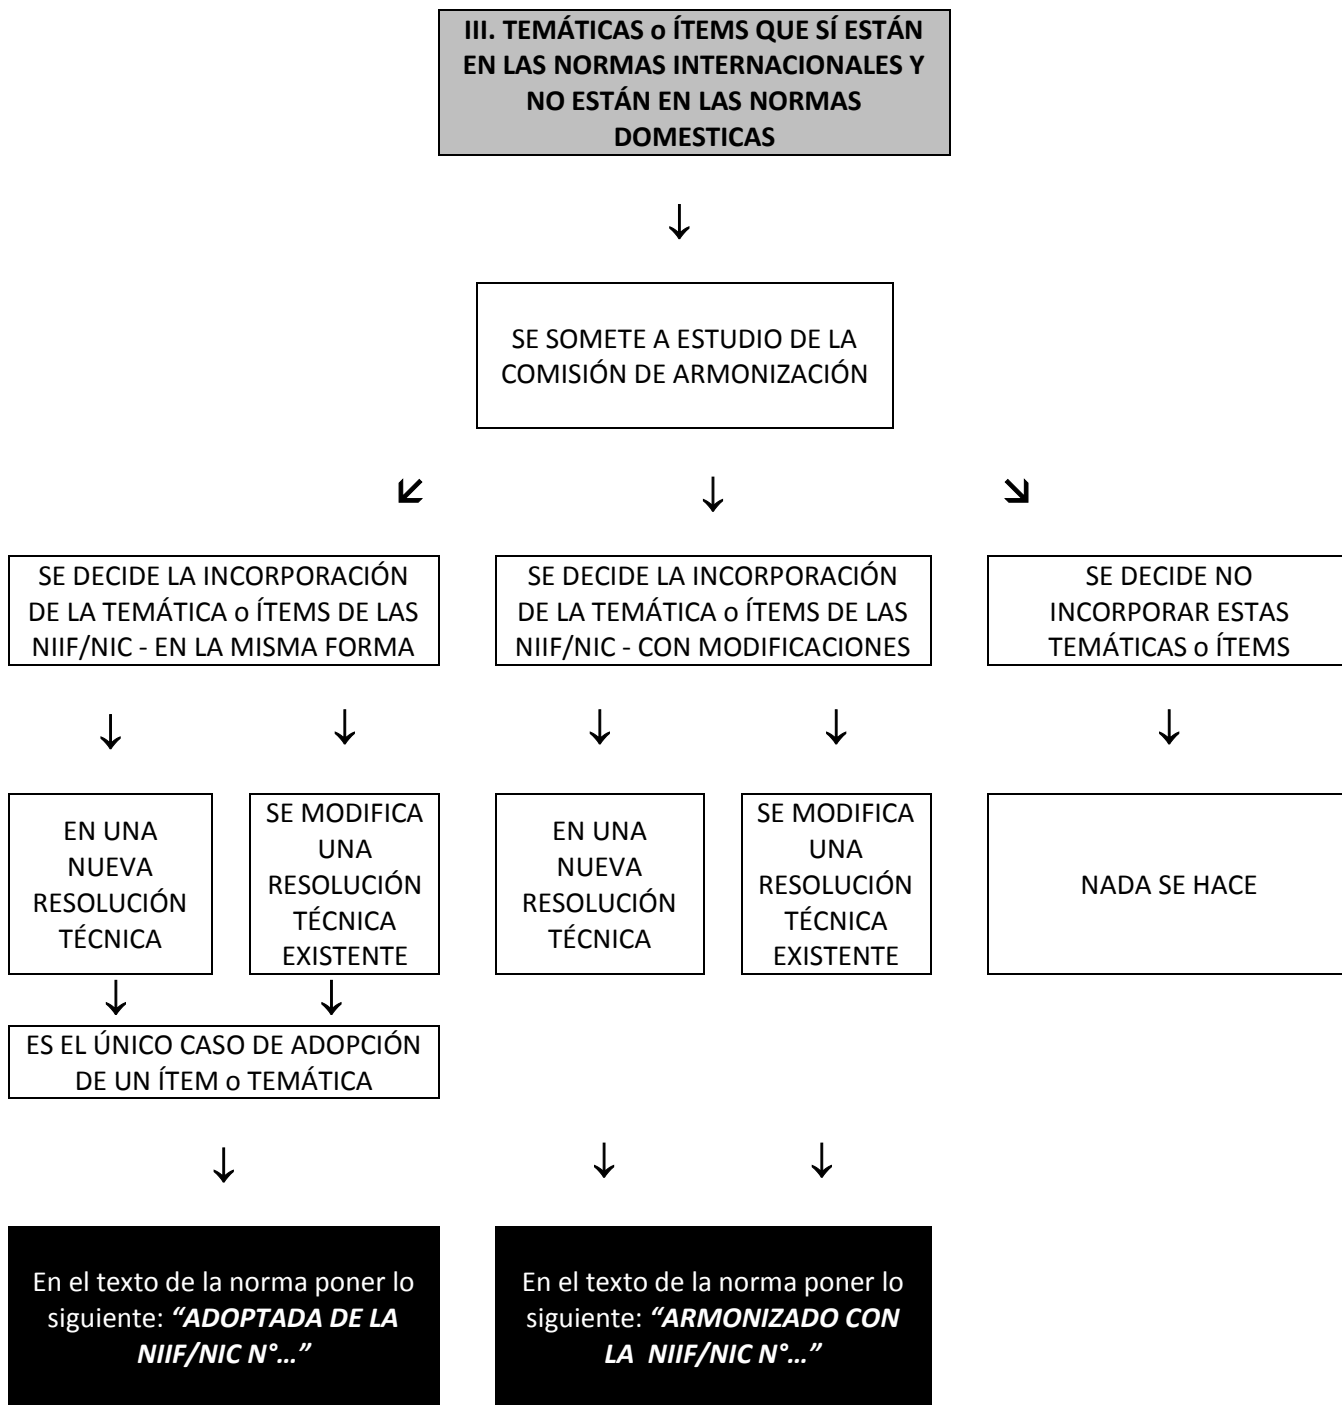 III. TEMÁTICAS o ÍTEMS QUE SÍ ESTÁN
EN LAS NORMAS INTERNACIONALES Y
NO ESTÁN EN LAS NORMAS
DOMESTICAS
SE SOMETE A ESTUDIO DE LA
COMISIÓN DE ARMONIZACIÓN
SE DECIDE LA INCORPORACIÓN
DE LA TEMÁTICA o ÍTEMS DE LAS
NIIF/NIC - EN LA MISMA FORMA
SE DECIDE LA INCORPORACIÓN
DE LA TEMÁTICA o ÍTEMS DE LAS
NIIF/NIC - CON MODIFICACIONES
SE DECIDE NO
INCORPORAR ESTAS
TEMÁTICAS o ÍTEMS
EN UNA
NUEVA
RESOLUCIÓN
TÉCNICA
SE MODIFICA
UNA
RESOLUCIÓN
TÉCNICA
EXISTENTE
EN UNA
NUEVA
RESOLUCIÓN
TÉCNICA
SE MODIFICA
UNA
RESOLUCIÓN
TÉCNICA
EXISTENTE
NADA SE HACE
ES EL ÚNICO CASO DE ADOPCIÓN
DE UN ÍTEM o TEMÁTICA
En el texto de la norma poner lo
siguiente: “ADOPTADA DE LA
NIIF/NIC N°…”
En el texto de la norma poner lo
siguiente: “ARMONIZADO CON
LA  NIIF/NIC N°…”